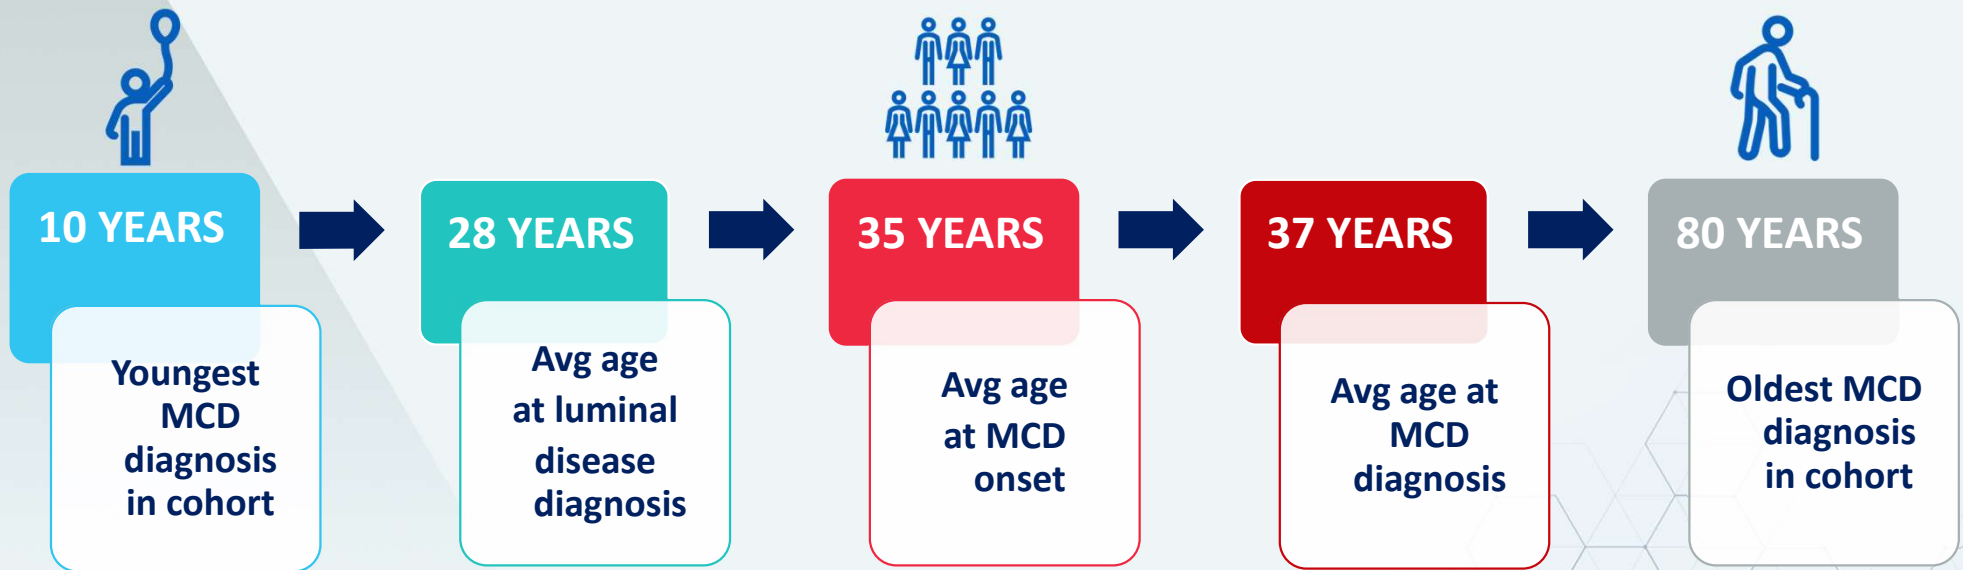 10 YEARS
Youngest
MCD
diagnosis
in cohort
28 YEARS
Avg age
at luminal
disease
diagnosis
35 YEARS
Avg age
at MCD
onset
37 YEARS
Avg age at
MCD
diagnosis
80 YEARS
Oldest MCD
diagnosis
in cohort